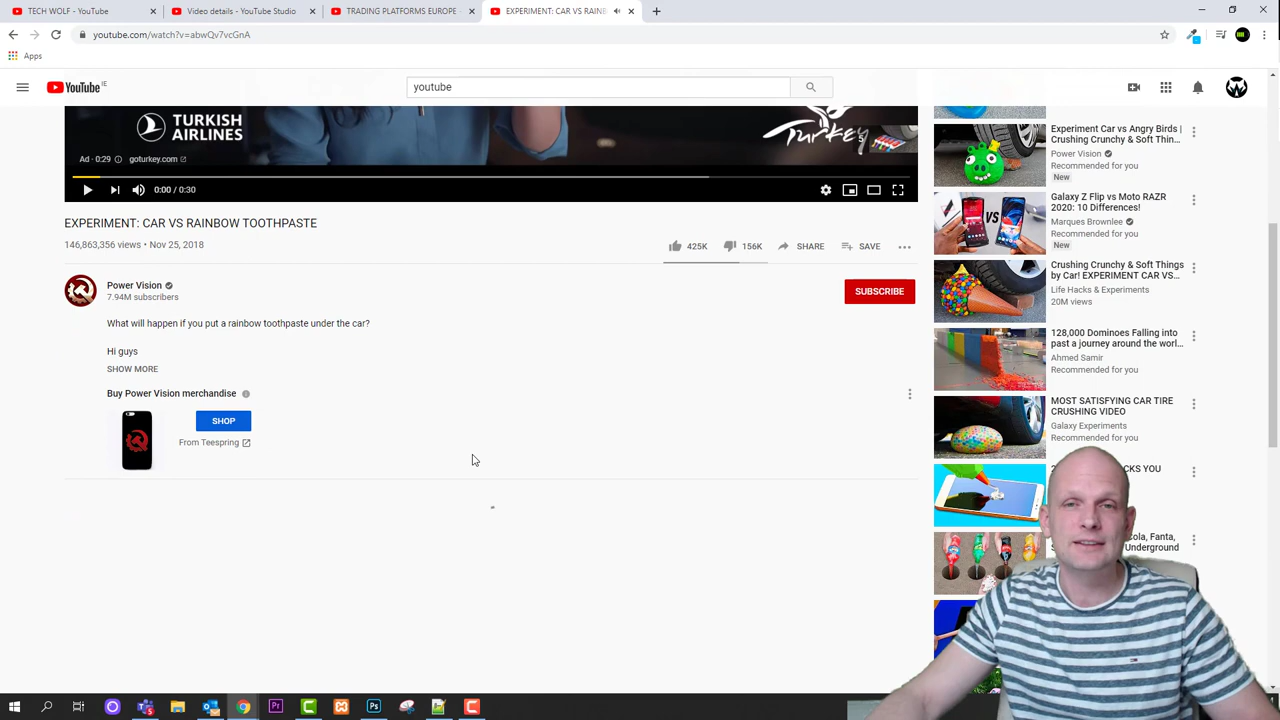 TECH WOLF - YouTube
Video details - YouTube Studio
TRADING PLATFORMS EUROPE -
EXPERIMENT: CAR VS RAINB
youtube.com/watch?v=abwQv7vcGnA
Apps
YouTube IE
youtube
TURKISH
AIRLINES
Turkey
Ad · 0:29
goturkey.com
0:00 / 0:30
EXPERIMENT: CAR VS RAINBOW TOOTHPASTE
146,863,356 views • Nov 25, 2018
425K
156K
SHARE
SAVE
Power Vision
7.94M subscribers
SUBSCRIBE
What will happen if you put a rainbow toothpaste under the car?
Hi guys
SHOW MORE
Buy Power Vision merchandise
SHOP
From Teespring
Experiment Car vs Angry Birds |
Crushing Crunchy & Soft Thin...
Power Vision
Recommended for you
New
VS
Galaxy Z Flip vs Moto RAZR
2020: 10 Differences!
Marques Brownlee
Recommended for you
New
Crushing Crunchy & Soft Things
by Car! EXPERIMENT CAR VS...
Life Hacks & Experiments
20M views
128,000 Dominoes Falling into
past a journey around the worl...
Ahmed Samir
Recommended for you
MOST SATISFYING CAR TIRE
CRUSHING VIDEO
Galaxy Experiments
Recommended for you
YOU
Fanta,
Underground